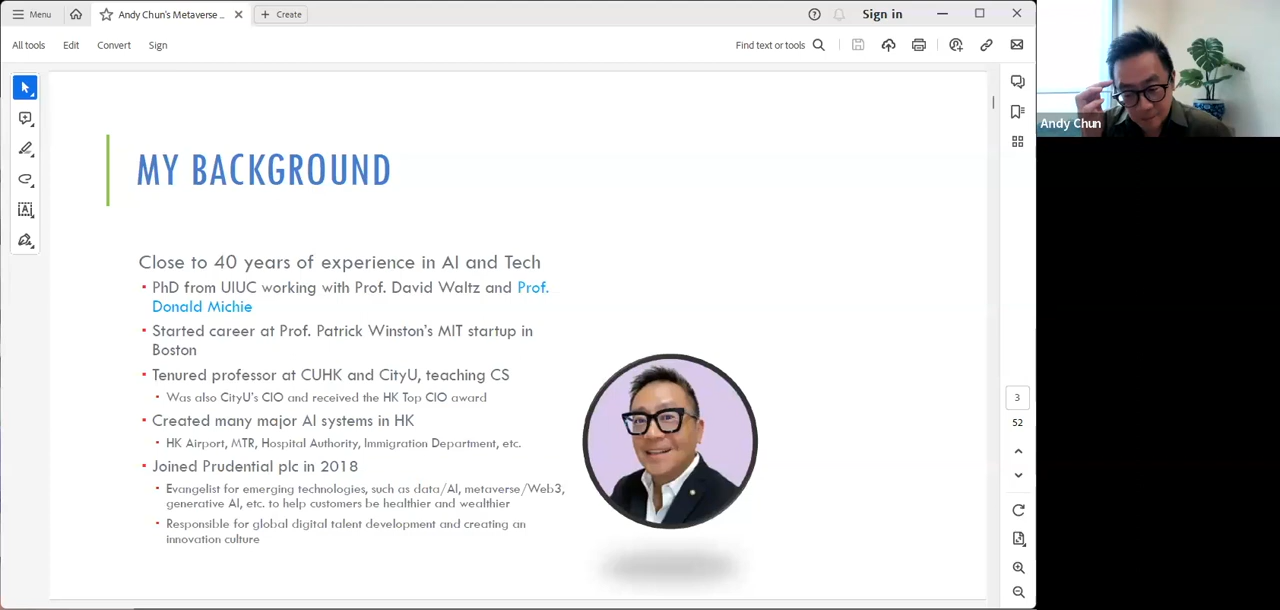 Menu
Andy Chun's Metaverse ...
Create
Sign in
All tools
Edit
Convert
Sign
Find text or tools
Andy Chun
MY BACKGROUND
Close to 40 years of experience in AI and Tech
PhD from UIUC working with Prof. David Waltz and Prof.
Donald Michie
Started career at Prof. Patrick Winston's MIT startup in
Boston
Tenured professor at CUHK and CityU, teaching CS
Was also CityU's CIO and received the HK Top CIO award
Created many major AI systems in HK
HK Airport, MTR, Hospital Authority, Immigration Department, etc.
Joined Prudential plc in 2018
Evangelist for emerging technologies, such as data/AI, metaverse/Web3,
generative AI, etc. to help customers be healthier and wealthier
Responsible for global digital talent development and creating an
innovation culture
3
52